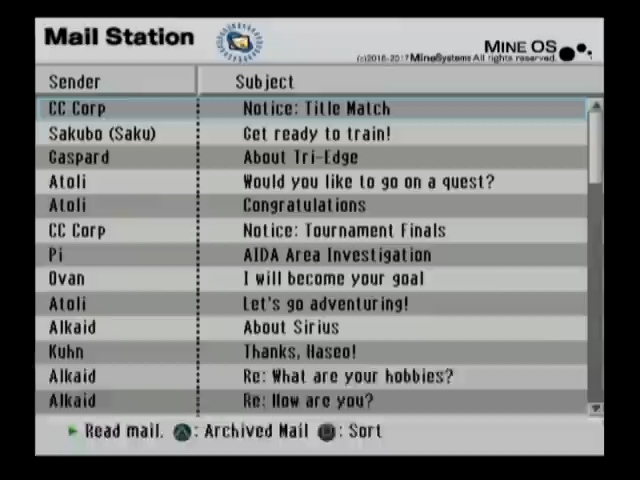 Mail Station
MINE OS
(c)2016-2017 MineSystems All rights reserved.
Sender Subject
CC Corp Notice: Title Match
Sakubo (Saku) Get ready to train!
Gaspard About Tri-Edge
Atoli Would you like to go on a quest?
Atoli Congratulations
CC Corp Notice: Tournament Finals
Pi AIDA Area Investigation
Ovan I will become your goal
Atoli Let's go adventuring!
Alkaid About Sirius
Kuhn Thanks, Haseo!
Alkaid Re: What are your hobbies?
Alkaid Re: How are you?
Read mail. : Archived Mail : Sort